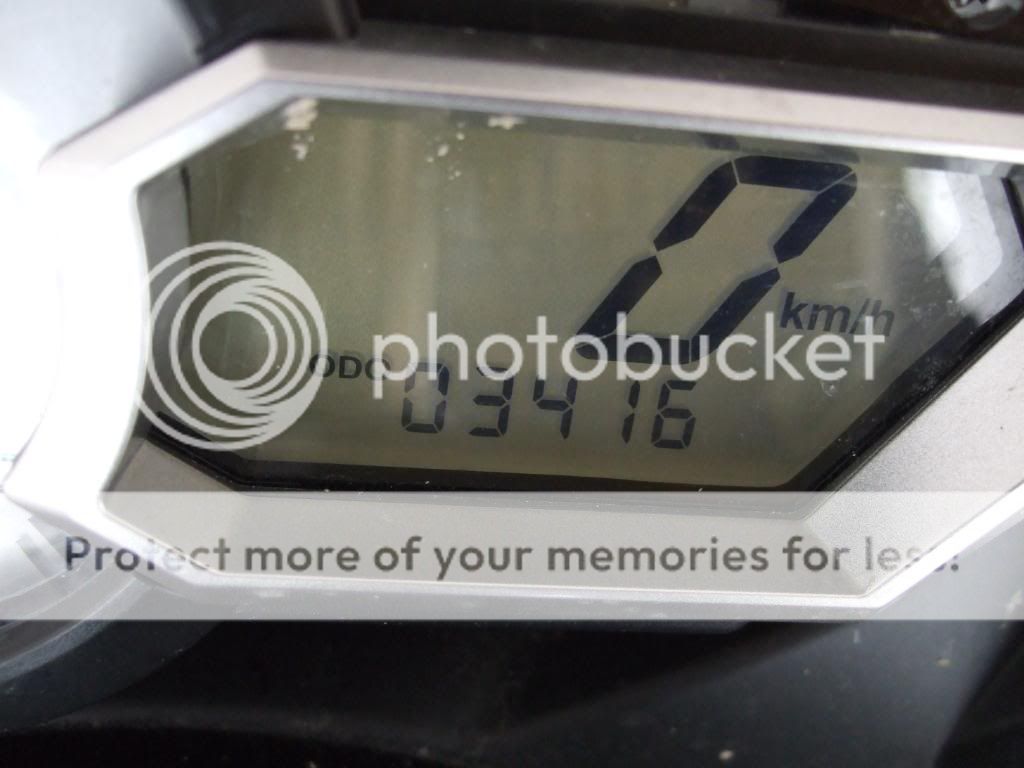 0
km/h
photobucket
ODO 03416
Protect more of your memories for less!